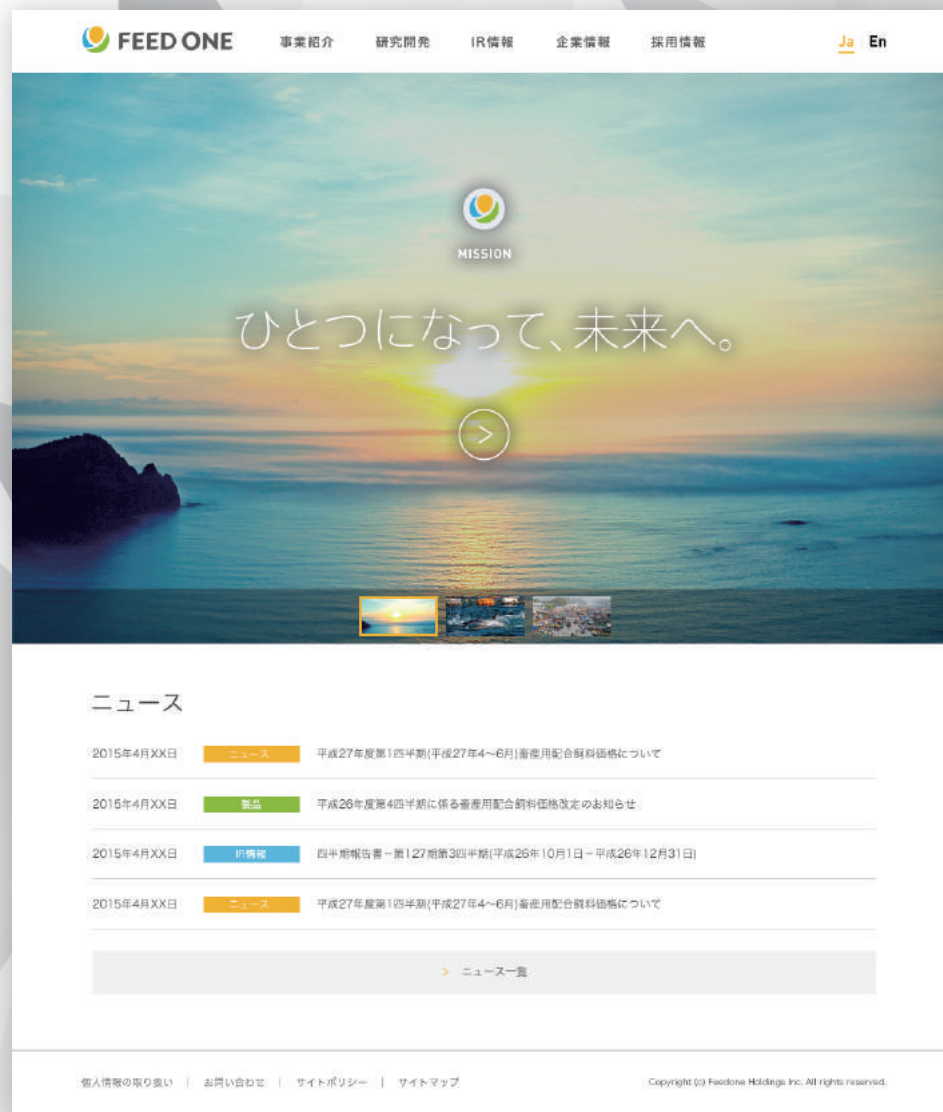 FEED ONE 事業紹介 研究開発 IR情報 企業情報 採用情報 Ja En
MISSION
ひとつになって、未来へ。
ニュース
2015年4月XX日 ニュース 平成27年度第1四半期(平成27年4〜6月)畜産用配合飼料価格について
2015年4月XX日 製品 平成26年度第4四半期に係る畜産用配合飼料価格改定のお知らせ
2015年4月XX日 IR情報 四半期報告書−第127期第3四半期(平成26年10月1日−平成26年12月31日)
2015年4月XX日 ニュース 平成27年度第1四半期(平成27年4〜6月)畜産用配合飼料価格について
> ニュース一覧
個人情報の取り扱い | お問い合わせ | サイトポリシー | サイトマップ Copyright (c) Feedone Holdings Inc. All rights reserved.